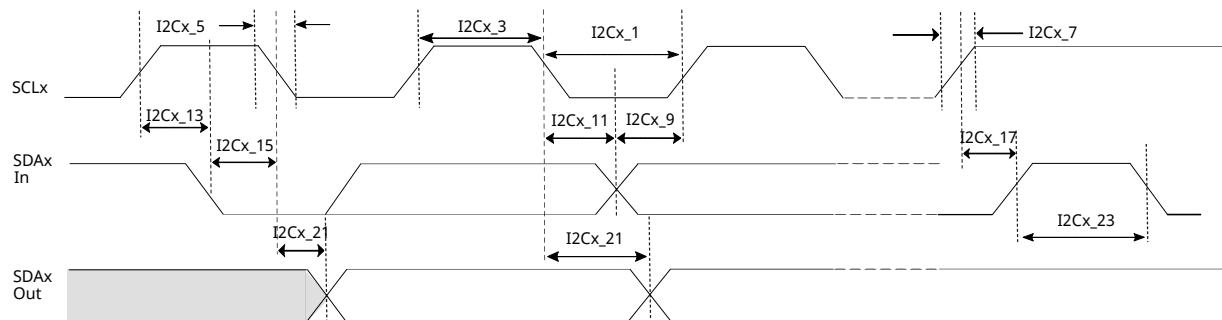 I2Cx_5
I2Cx_3
I2Cx_1
I2Cx_7
SCLx
I2Cx_13
I2Cx_11
I2Cx_9
I2Cx_15
I2Cx_17
SDAx
In
I2Cx_21
I2Cx_21
I2Cx_23
SDAx
Out